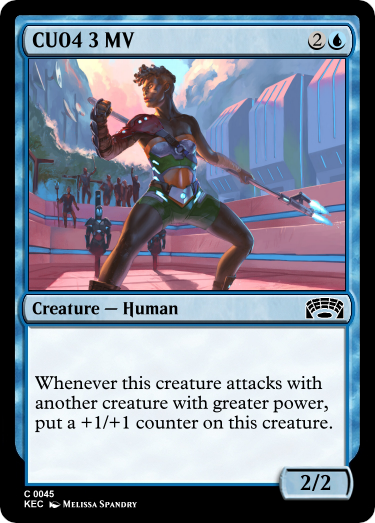 CU04 3 MV
2
Creature — Human
Whenever this creature attacks with
another creature with greater power,
put a +1/+1 counter on this creature.
2/2
C 0045
KEC Melissa Spandry